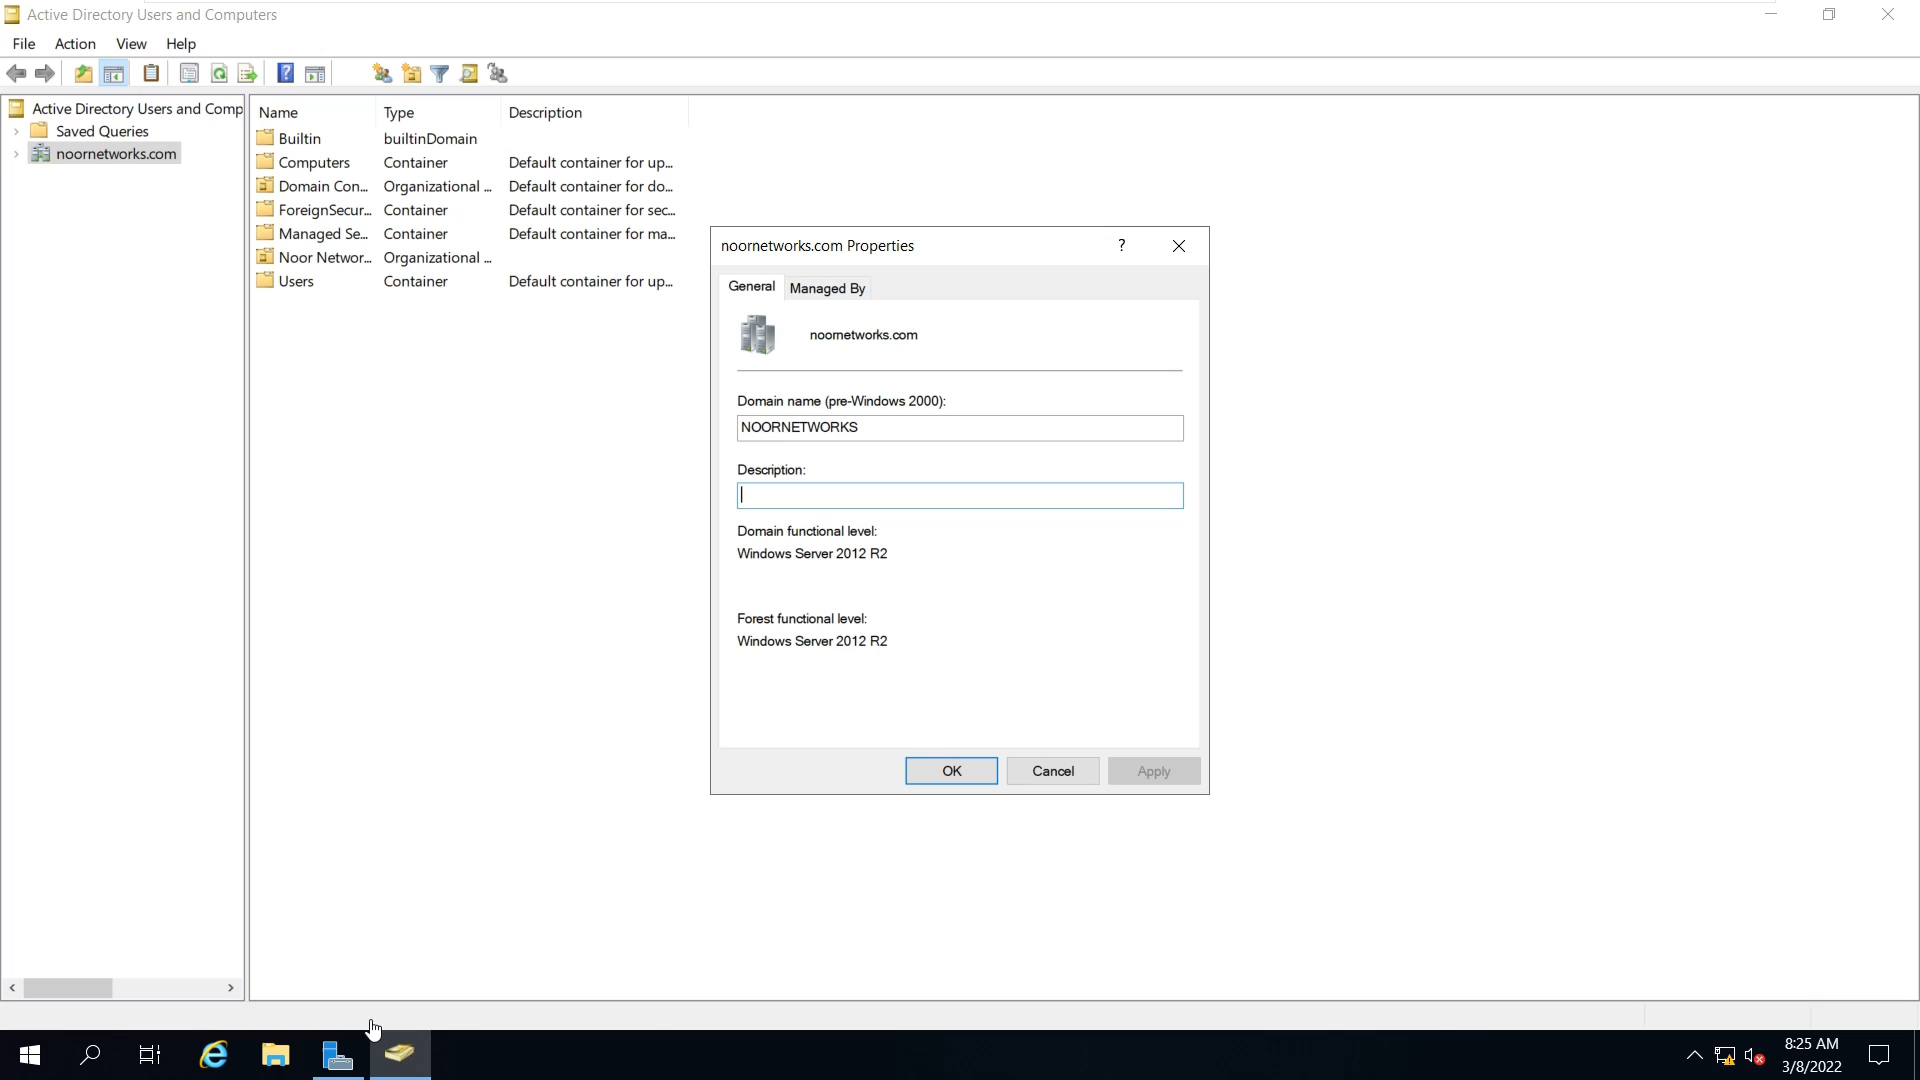 Active Directory Users and Computers
File Action View Help
Active Directory Users and Comp
Saved Queries
noornetworks.com
Name Type Description
Builtin builtinDomain
Computers Container Default container for up...
Domain Con... Organizational ... Default container for do...
ForeignSecur... Container Default container for sec...
Managed Se... Container Default container for ma...
Noor Networ... Organizational ...
Users Container Default container for up...
noornetworks.com Properties ?
General Managed By
noornetworks.com
Domain name (pre-Windows 2000):
NOORNETWORKS
Description:
Domain functional level:
Windows Server 2012 R2
Forest functional level:
Windows Server 2012 R2
OK Cancel Apply
8:25 AM
3/8/2022